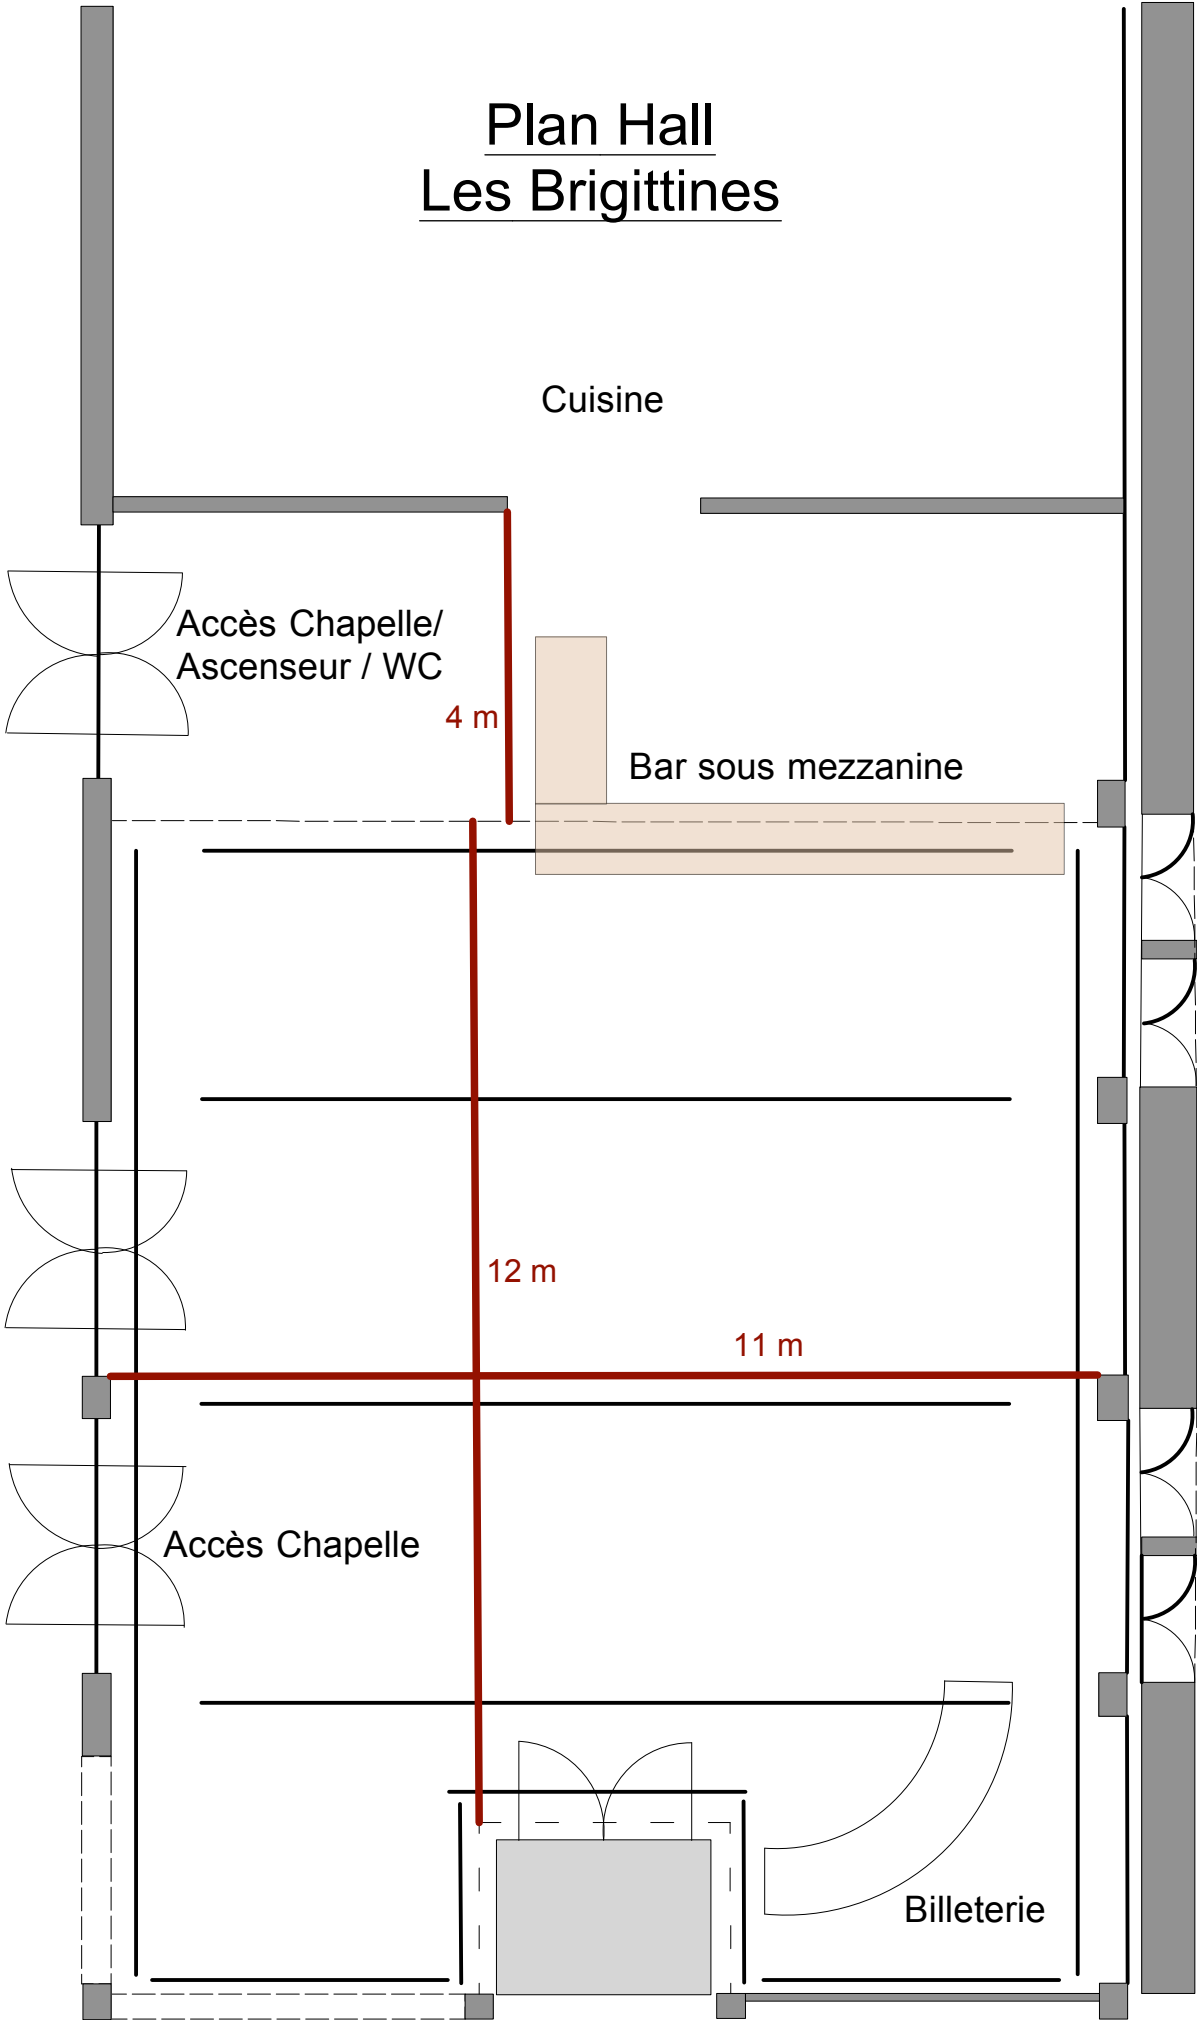 Plan Hall
Les Brigittines
Cuisine
Accès Chapelle/
Ascenseur / WC
4 m
Bar sous mezzanine
12 m
11 m
Accès Chapelle
Billeterie